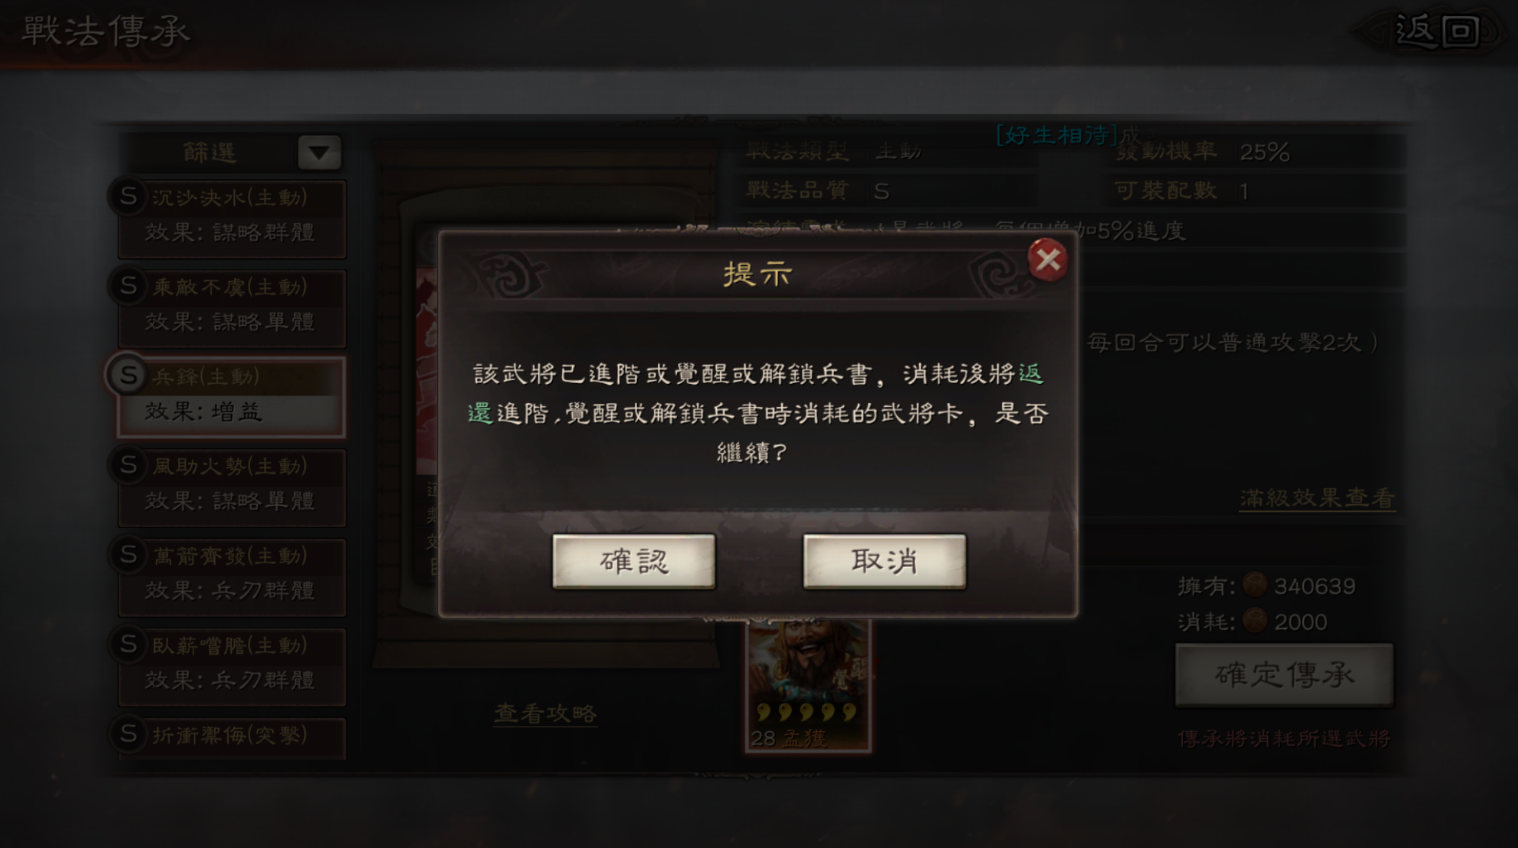 戰法傳承
返回
篩選
S 沉沙決水(主動)
效果: 謀略群體
S 乘敵不虞(主動)
效果: 謀略單體
S 兵鋒(主動)
效果: 增益
S 風助火勢(主動)
效果: 謀略單體
S 萬箭齊發(主動)
效果: 兵刃群體
S 臥薪嚐膽(主動)
效果: 兵刃群體
S 折衝禦侮(突擊)
[好生相待]成
戰法類型 主動
發動機率 25%
戰法品質 S
可裝配數 1
每個增加5%進度
每回合可以普通攻擊2次）
滿級效果查看
提示
該武將已進階或覺醒或解鎖兵書，消耗後將返
還進階,覺醒或解鎖兵書時消耗的武將卡，是否
繼續?
確認
取消
查看攻略
28 孟獲
擁有: 340639
消耗: 2000
確定傳承
傳承將消耗所選武將